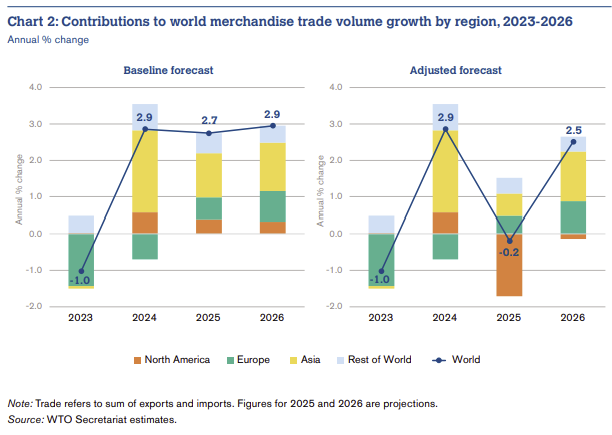 Chart 2: Contributions to world merchandise trade volume growth by region, 2023-2026
Annual % change
Baseline forecast
4.0
3.0
2.0
1.0
0.0
-1.0
-2.0
Annual % change
2.9
2.7
2.9
-1.0
2023
2024
2025
2026
Adjusted forecast
4.0
3.0
2.0
1.0
0.0
-1.0
-2.0
Annual % change
2.9
2.5
-0.2
-1.0
2023
2024
2025
2026
North America
Europe
Asia
Rest of World
World
Note: Trade refers to sum of exports and imports. Figures for 2025 and 2026 are projections.
Source: WTO Secretariat estimates.